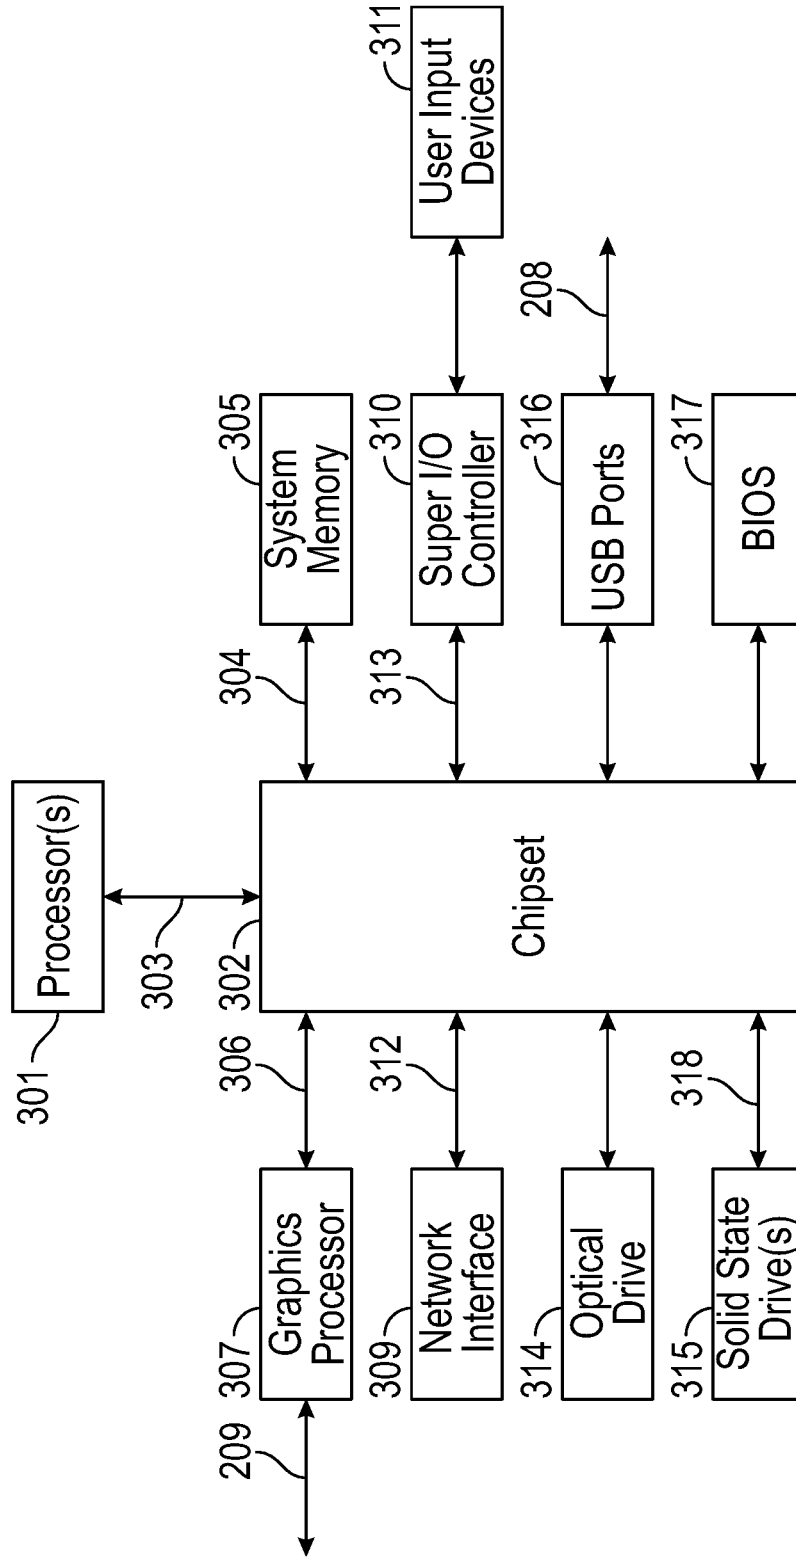 301
Processor(s)
303
302
Chipset
209
307
Graphics
Processor
306
304
305
System
Memory
309
Network
Interface
312
313
310
Super I/O
Controller
311
User Input
Devices
314
Optical
Drive
316
USB Ports
208
315
Solid State
Drive(s)
318
317
BIOS